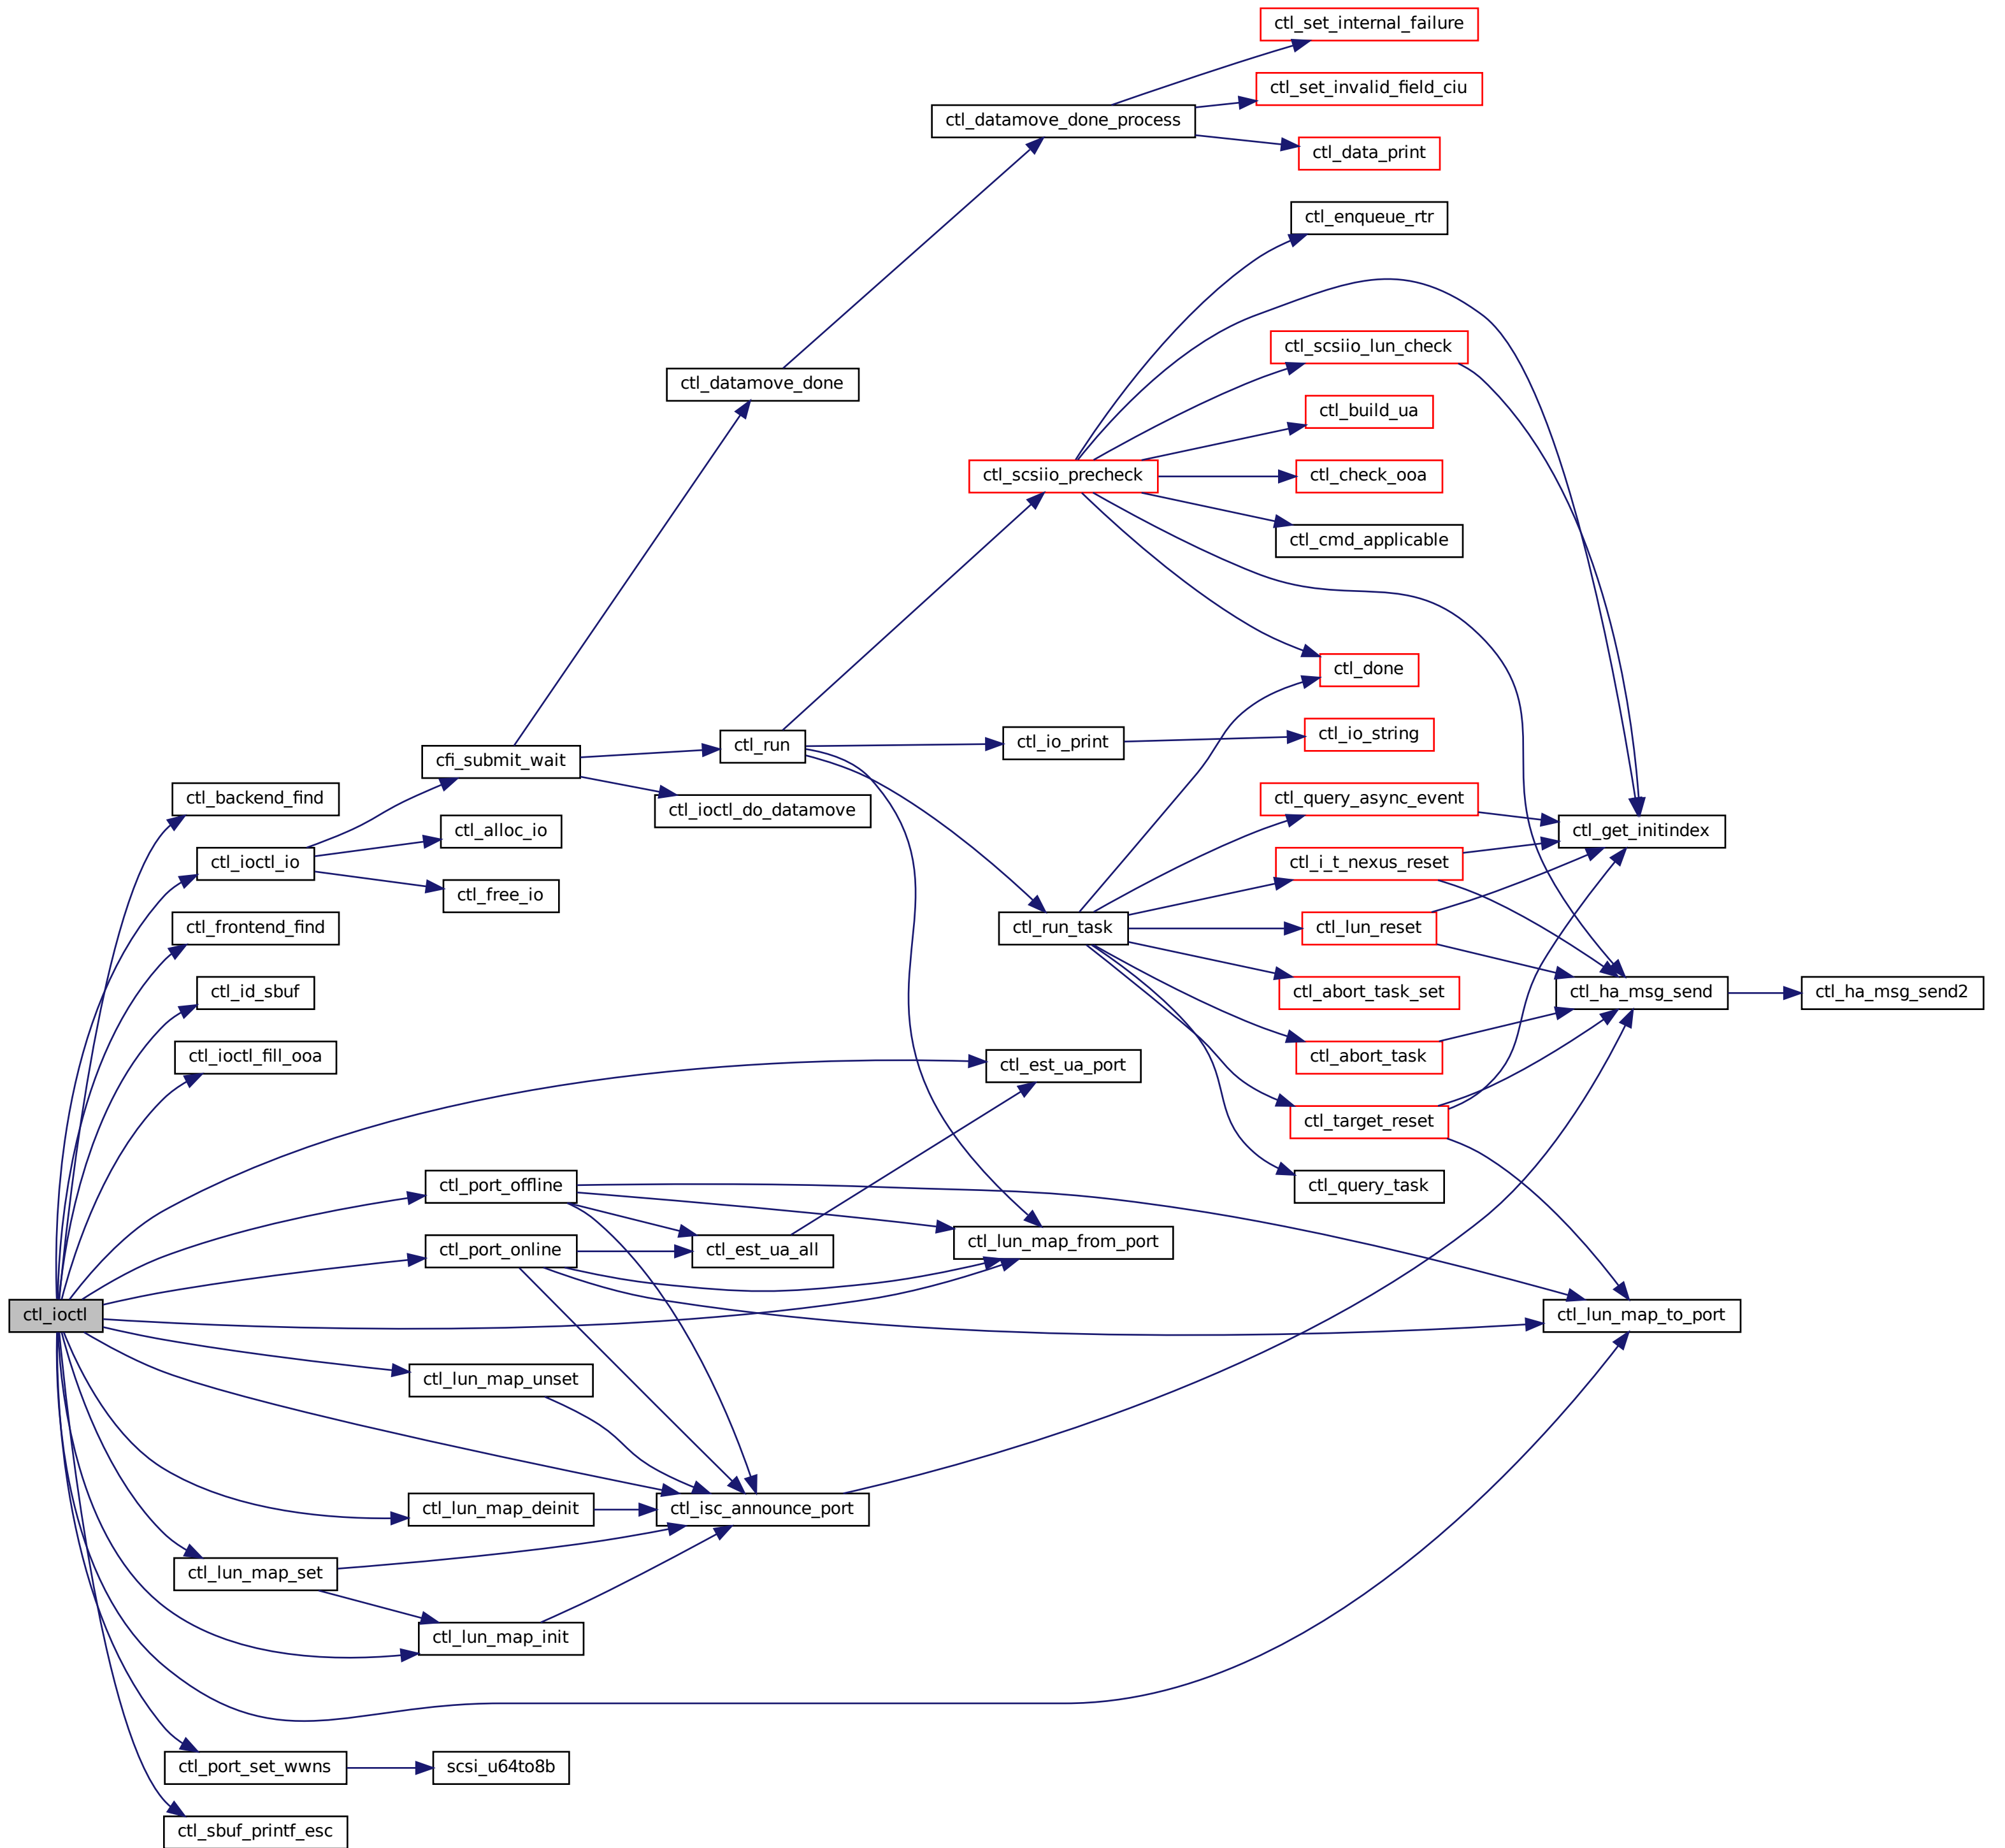 ctl_set_internal_failure
ctl_set_invalid_field_ciu
ctl_datamove_done_process
ctl_data_print
ctl_enqueue_rtr
ctl_scsiio_lun_check
ctl_datamove_done
ctl_build_ua
ctl_scsiio_precheck
ctl_check_ooa
ctl_cmd_applicable
ctl_done
ctl_io_print
ctl_io_string
ctl_run
cfi_submit_wait
ctl_backend_find
ctl_ioctl_do_datamove
ctl_query_async_event
ctl_alloc_io
ctl_get_initindex
ctl_ioctl_io
ctl_i_t_nexus_reset
ctl_free_io
ctl_frontend_find
ctl_run_task
ctl_lun_reset
ctl_id_sbuf
ctl_abort_task_set
ctl_ha_msg_send
ctl_ha_msg_send2
ctl_ioctl_fill_ooa
ctl_est_ua_port
ctl_abort_task
ctl_target_reset
ctl_port_offline
ctl_query_task
ctl_port_online
ctl_est_ua_all
ctl_lun_map_from_port
ctl_ioctl
ctl_lun_map_to_port
ctl_lun_map_unset
ctl_lun_map_deinit
ctl_isc_announce_port
ctl_lun_map_set
ctl_lun_map_init
ctl_port_set_wwns
scsi_u64to8b
ctl_sbuf_printf_esc